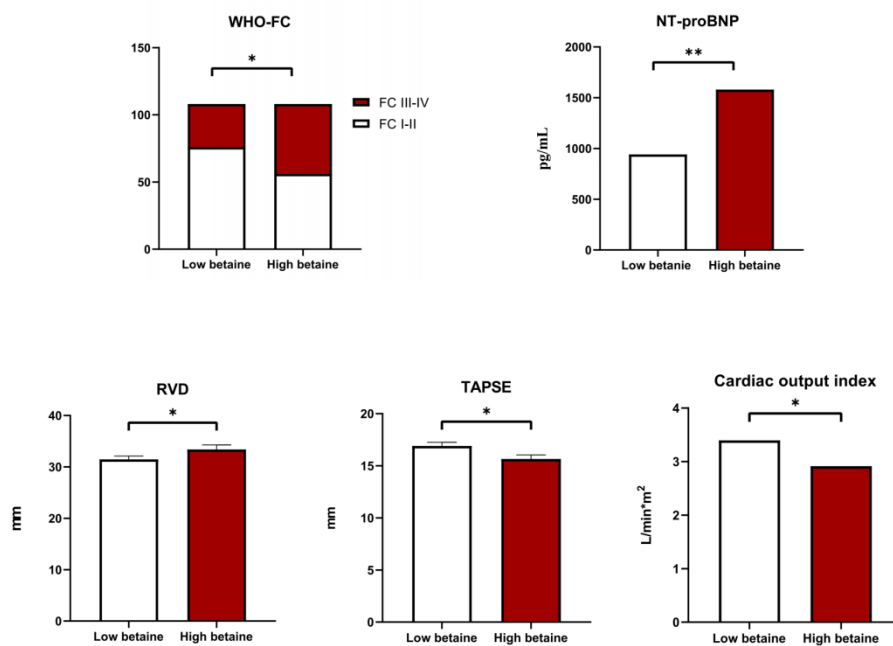 WHO-FC
150
100
50
0
*
FC III-IV
FC I-II
Low betaine High betaine
NT-proBNP
pg/mL
2000
1500
1000
500
0
**
Low betanie High betaine
RVD
mm
40
30
20
10
0
*
Low betaine High betaine
TAPSE
mm
20
15
10
5
0
*
Low betaine High betaine
Cardiac output index
L/min*m²
4
3
2
1
0
*
Low betaine High betaine